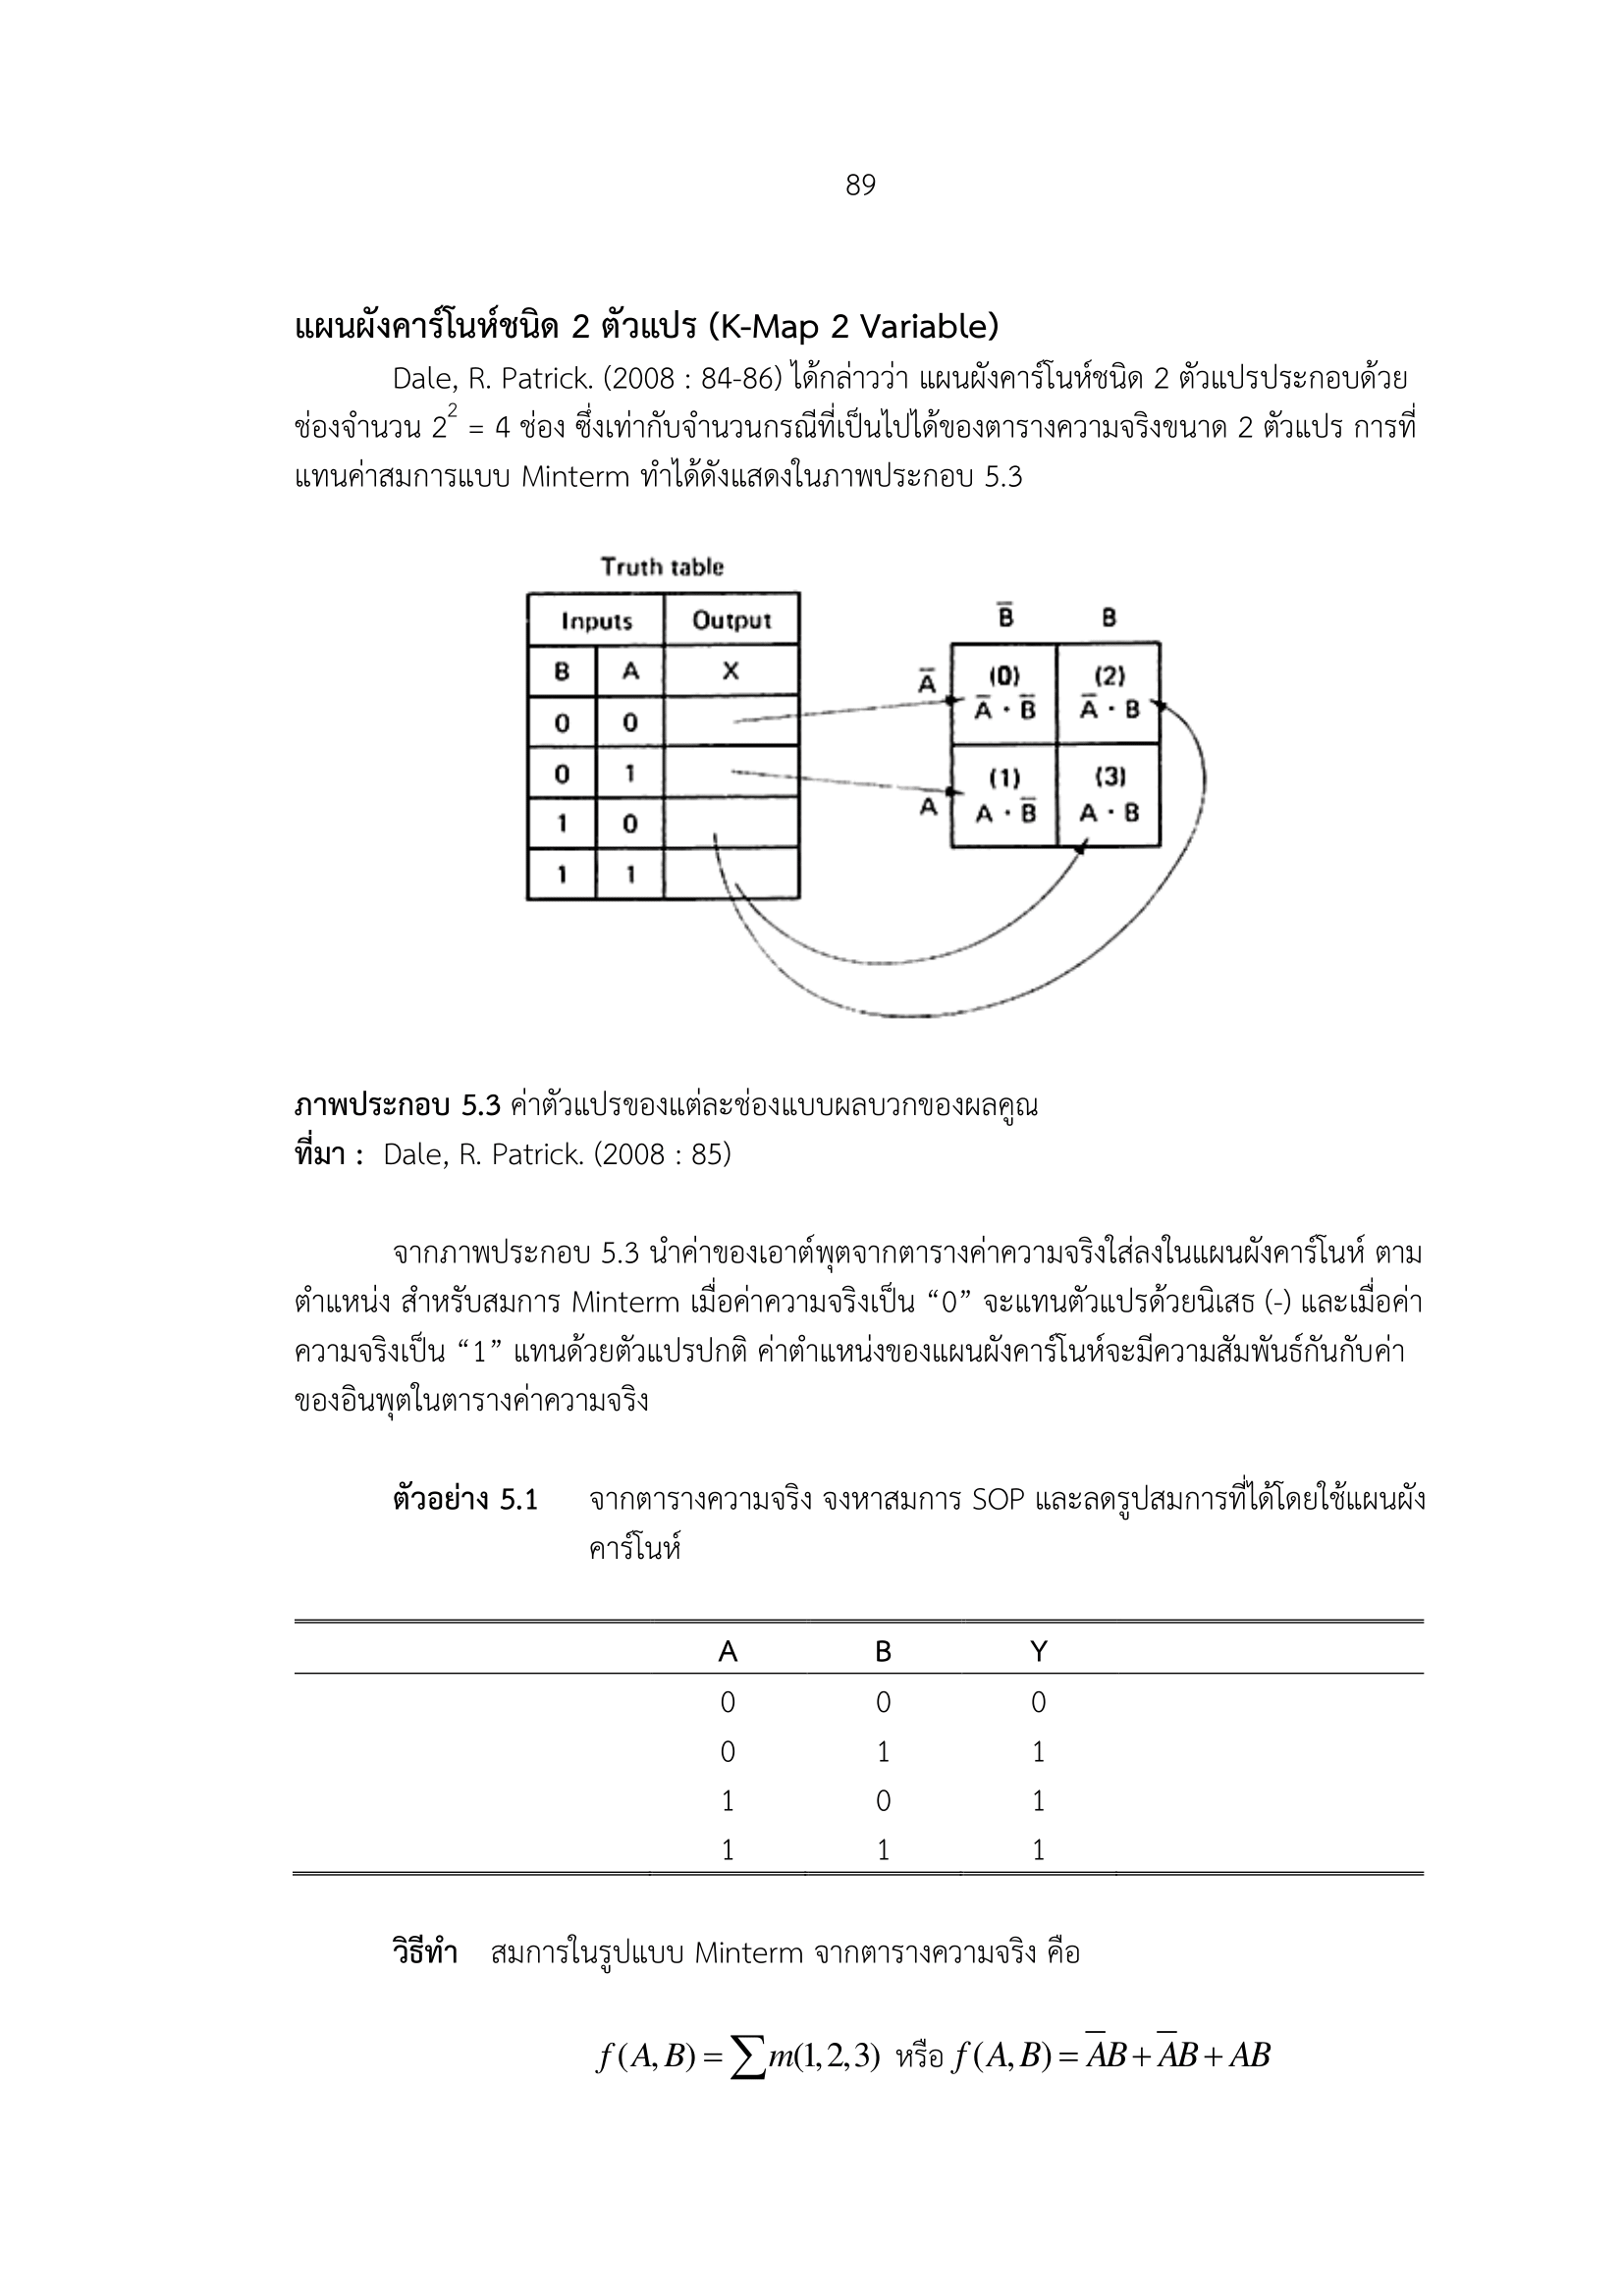 89
แผนผังคาร์โนห์ชนิด 2 ตัวแปร (K-Map 2 Variable)
Dale, R. Patrick. (2008 : 84-86) ได้กล่าวว่า แผนผังคาร์โนห์ชนิด 2 ตัวแปรประกอบด้วย
ช่องจำนวน 2² = 4 ช่อง ซึ่งเท่ากับจำนวนกรณีที่เป็นไปได้ของตารางความจริงขนาด 2 ตัวแปร การที่
แทนค่าสมการแบบ Minterm ทำได้ดังแสดงในภาพประกอบ 5.3
Truth table
Inputs Output
B A X
0 0
0 1
1 0
1 1
B̅ B
A̅ (0) (2)
A̅ · B̅ A̅ · B
(1) (3)
A A · B̅ A · B
ภาพประกอบ 5.3 ค่าตัวแปรของแต่ละช่องแบบผลบวกของผลคูณ
ที่มา : Dale, R. Patrick. (2008 : 85)
จากภาพประกอบ 5.3 นำค่าของเอาต์พุตจากตารางค่าความจริงใส่ลงในแผนผังคาร์โนห์ ตาม
ตำแหน่ง สำหรับสมการ Minterm เมื่อค่าความจริงเป็น “0” จะแทนตัวแปรด้วยนิเสธ (-) และเมื่อค่า
ความจริงเป็น “1” แทนด้วยตัวแปรปกติ ค่าตำแหน่งของแผนผังคาร์โนห์จะมีความสัมพันธ์กันกับค่า
ของอินพุตในตารางค่าความจริง
ตัวอย่าง 5.1 จากตารางความจริง จงหาสมการ SOP และลดรูปสมการที่ได้โดยใช้แผนผัง
คาร์โนห์
A B Y
0 0 0
0 1 1
1 0 1
1 1 1
วิธีทำ สมการในรูปแบบ Minterm จากตารางความจริง คือ
f(A,B) = ∑m(1,2,3) หรือ f(A,B) = A̅B + A̅B + AB